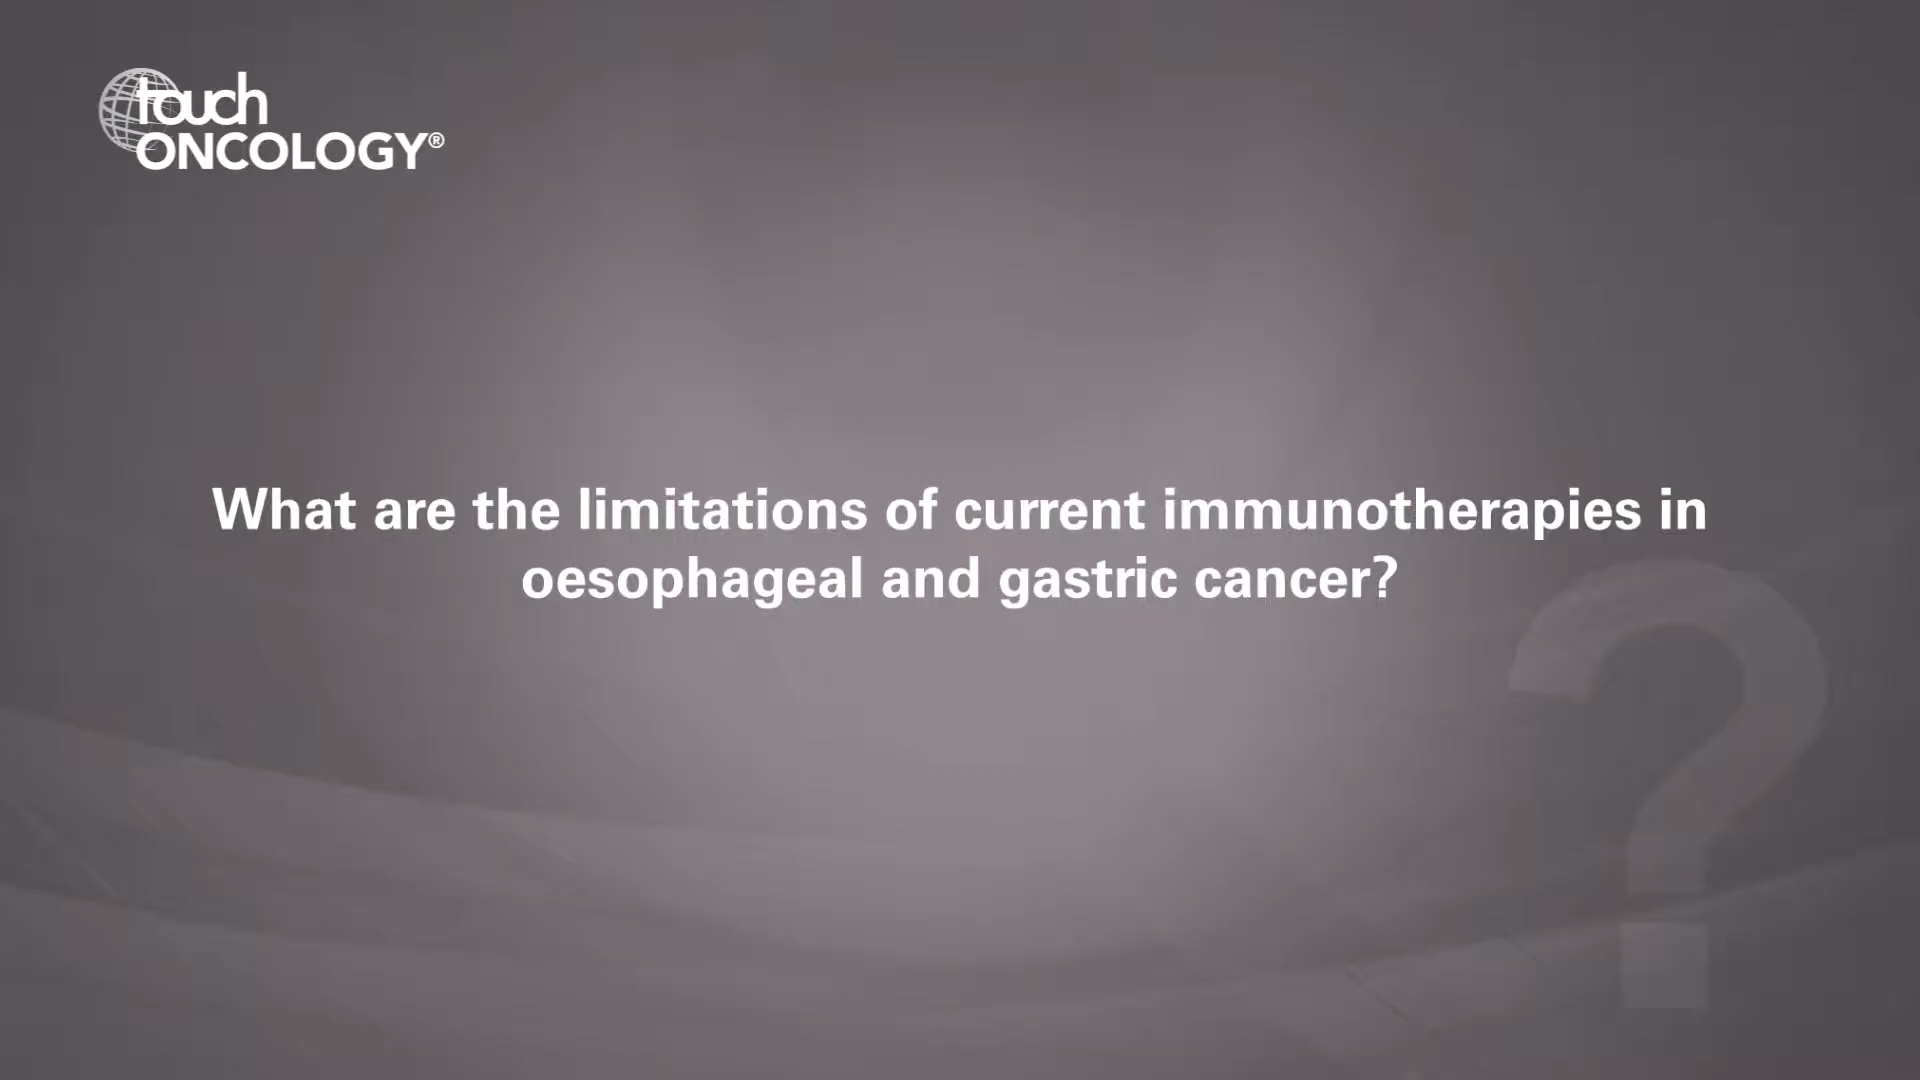 touch
ONCOLOGY®
What are the limitations of current immunotherapies in
oesophageal and gastric cancer?
?